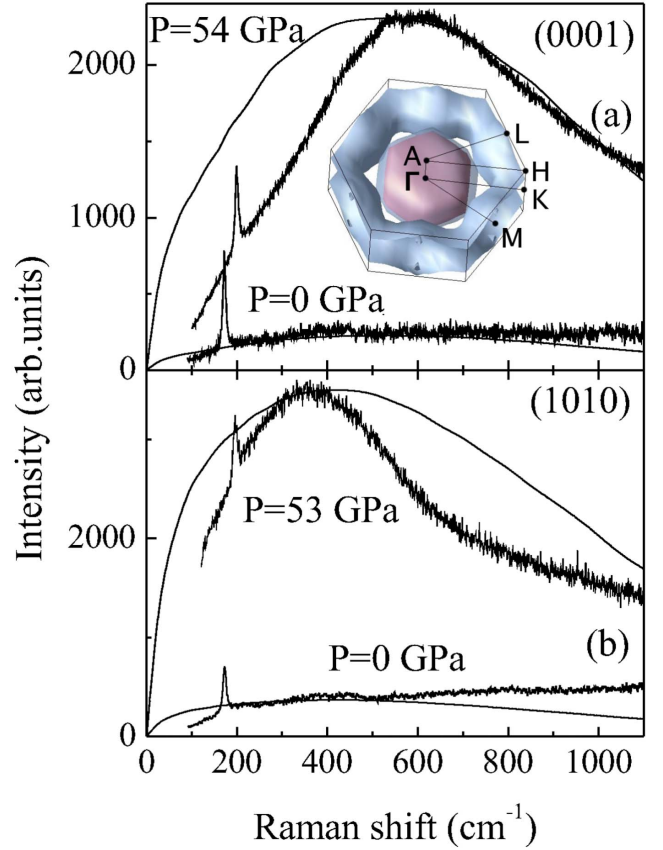 P=54 GPa
(0001)
2000
(a)
L
A
H
Γ
K
M
1000
P=0 GPa
0
(1010)
P=53 GPa
2000
P=0 GPa
(b)
0
0 200 400 600 800 1000
Intensity (arb.units)
Raman shift (cm⁻¹)